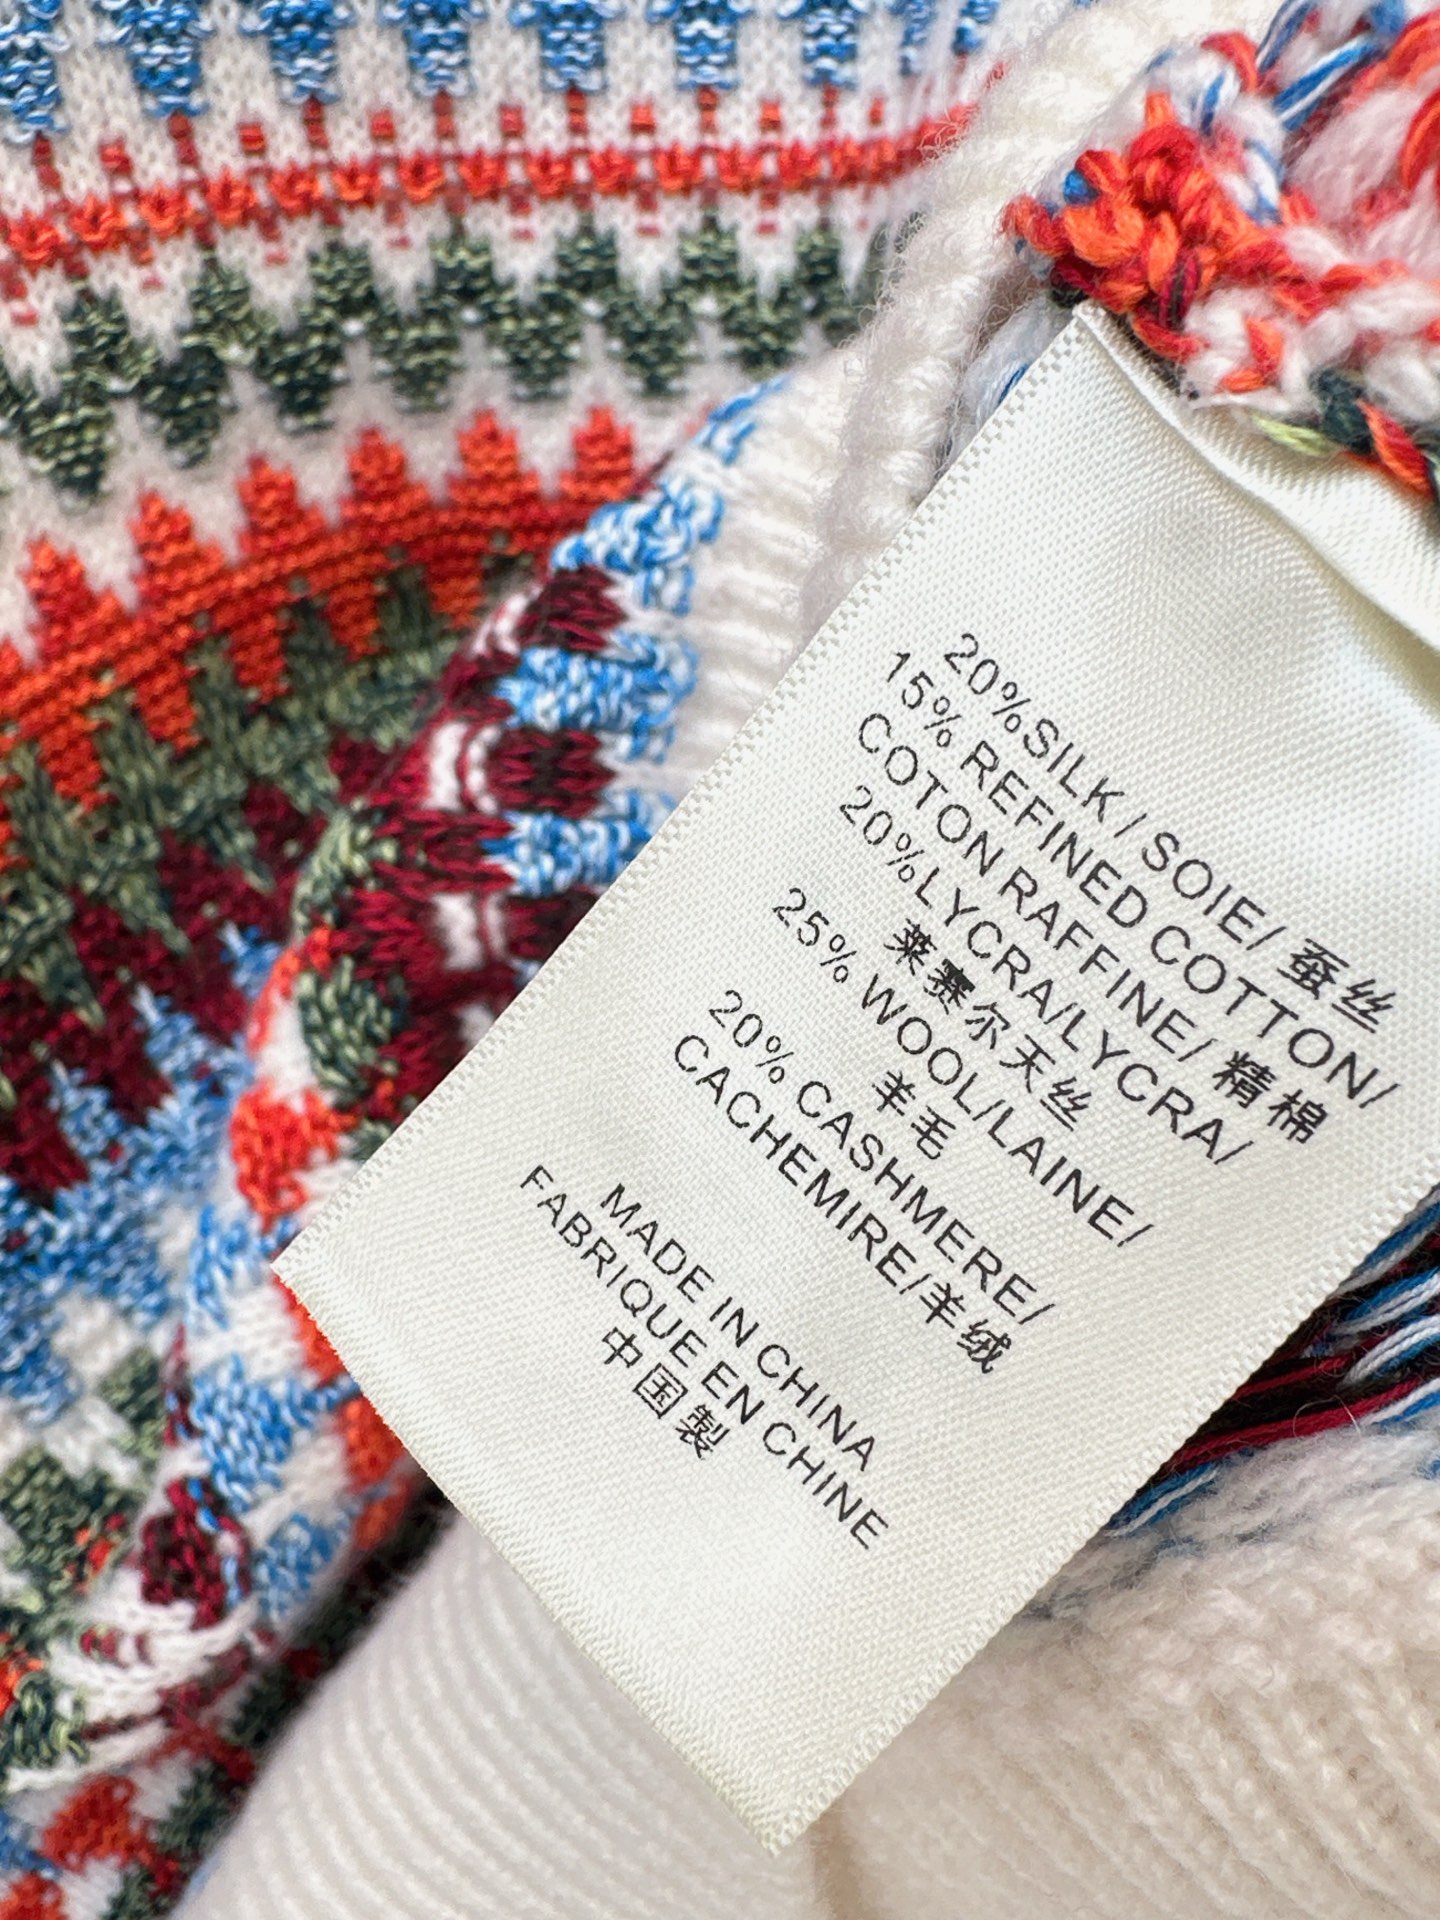 20%SILK / SOIE/ 蚕丝
15% REFINED COTTON/
COTON RAFFINE/ 精棉
20%LYCRA/LYCRA/
莱赛尔天丝
25% WOOL/LAINE/
羊毛
20% CASHMERE/
CACHEMIRE/羊绒
MADE IN CHINA
FABRIQUE EN CHINE
中国製